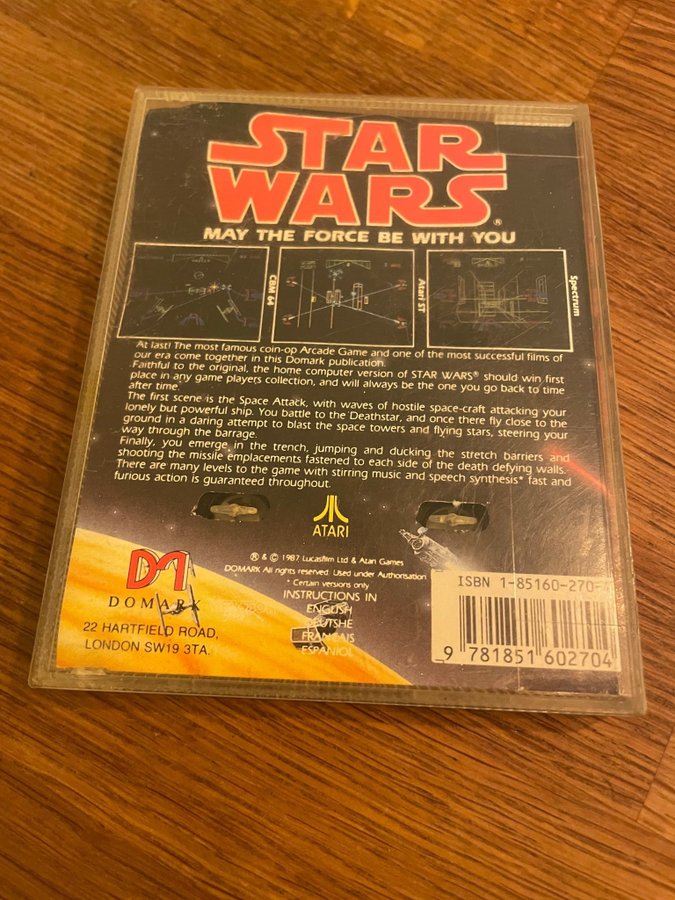 STAR
WARS®
MAY THE FORCE BE WITH YOU
CBM 64
Atari ST
Spectrum
At last! The most famous coin-op Arcade Game and one of the most successful films of
our era come together in this Domark publication.
Faithful to the original, the home computer version of STAR WARS® should win first
place in any game players collection, and will always be the one you go back to time
after time.
The first scene is the Space Attack, with waves of hostile space-craft attacking your
lonely but powerful ship. You battle to the Deathstar, and once there fly close to the
ground in a daring attempt to blast the space towers and flying stars, steering your
way through the barrage.
Finally, you emerge in the trench, jumping and ducking the stretch barriers and
shooting the missile emplacements fastened to each side of the death defying walls.
There are many levels to the game with stirring music and speech synthesis* fast and
furious action is guaranteed throughout.
ATARI
® & © 1987 Lucasfilm Ltd & Atari Games
DOMARK All rights reserved. Used under Authorisation
* Certain versions only
INSTRUCTIONS IN
ENGLISH
DEUTSHE
FRANCAIS
ESPANIOL
DOMARK
22 HARTFIELD ROAD,
LONDON SW19 3TA.
ISBN 1-85160-270-4
9 781851 602704